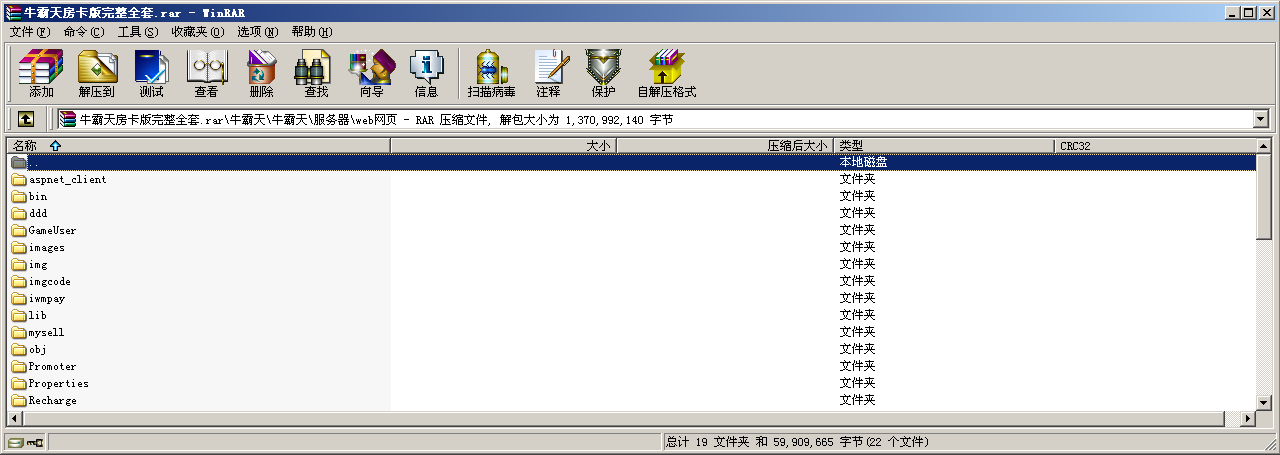 牛霸天房卡版完整全套.rar - WinRAR
文件(F) 命令(C) 工具(S) 收藏夹(O) 选项(N) 帮助(H)
添加 解压到 测试 查看 删除 查找 向导 信息 扫描病毒 注释 保护 自解压格式
牛霸天房卡版完整全套.rar\牛霸天\牛霸天\服务器\web网页 - RAR 压缩文件, 解包大小为 1,370,992,140 字节
名称 大小 压缩后大小 类型 CRC32
.. 本地磁盘
aspnet_client 文件夹
bin 文件夹
ddd 文件夹
GameUser 文件夹
images 文件夹
img 文件夹
imgcode 文件夹
iwmpay 文件夹
lib 文件夹
mysell 文件夹
obj 文件夹
Promoter 文件夹
Properties 文件夹
Recharge 文件夹
总计 19 文件夹 和 59,909,665 字节(22 个文件)